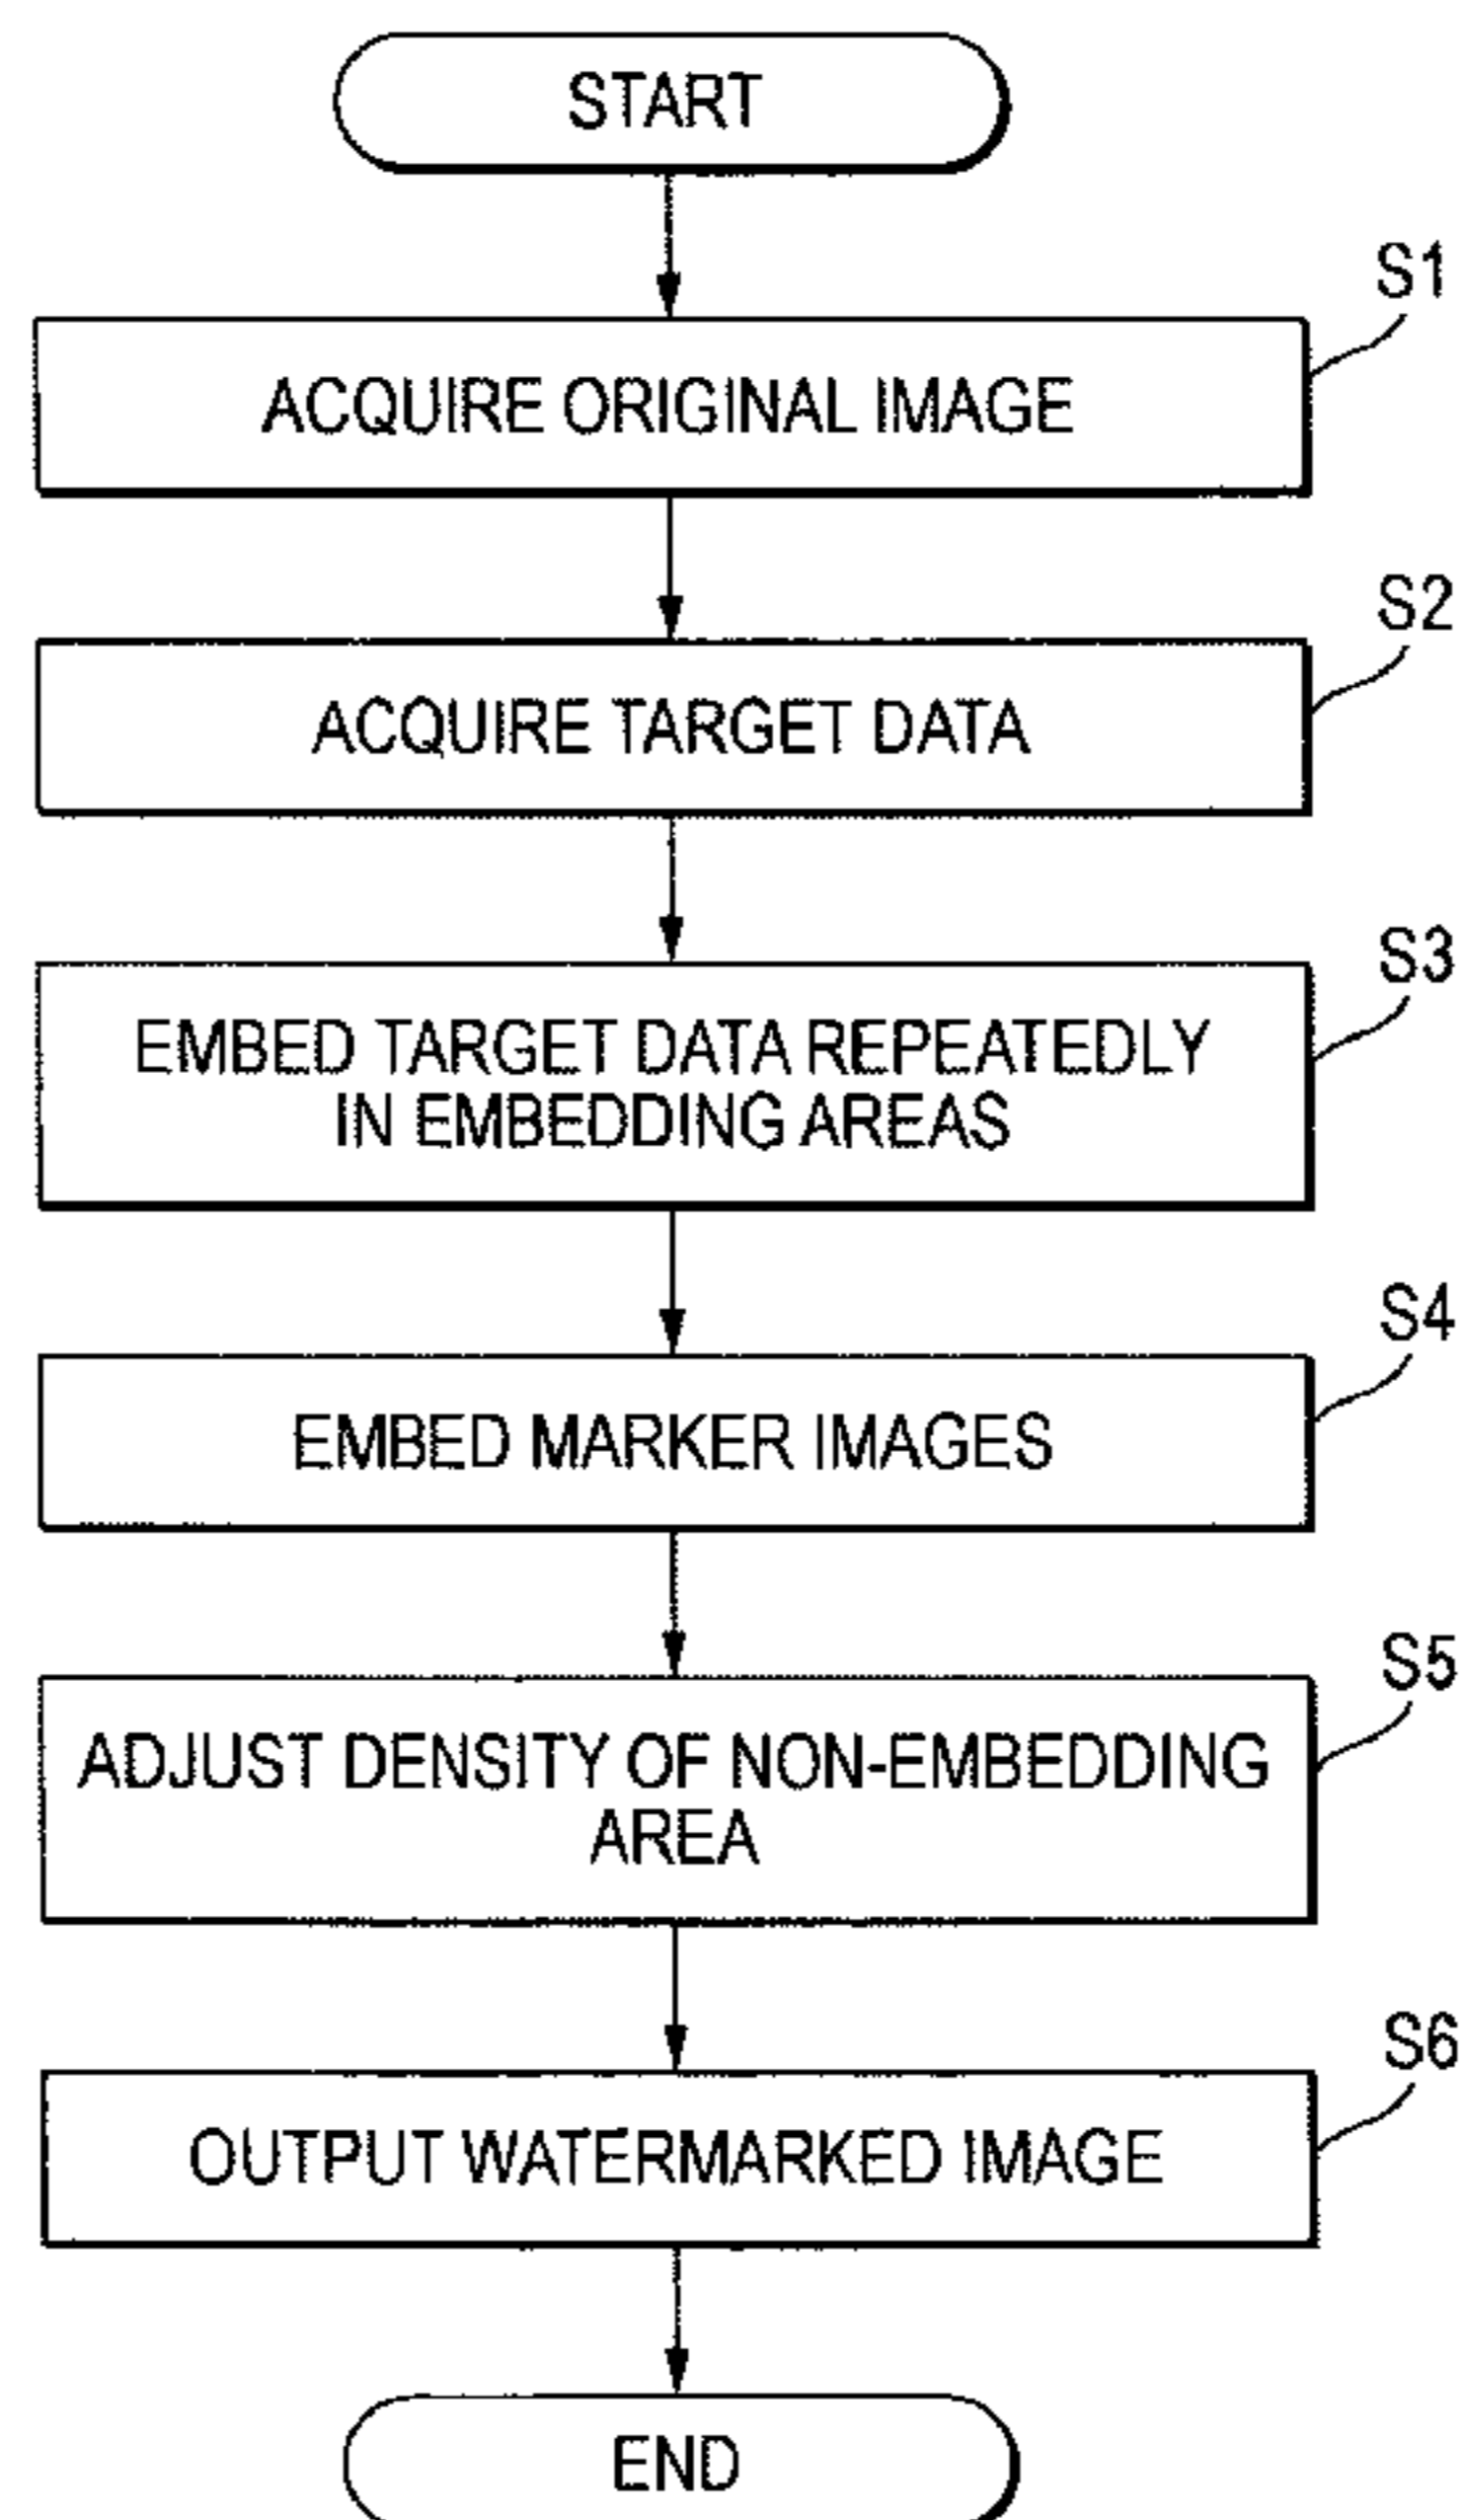 START
S1
ACQUIRE ORIGINAL IMAGE
S2
ACQUIRE TARGET DATA
S3
EMBED TARGET DATA REPEATEDLY
IN EMBEDDING AREAS
S4
EMBED MARKER IMAGES
S5
ADJUST DENSITY OF NON-EMBEDDING
AREA
S6
OUTPUT WATERMARKED IMAGE
END